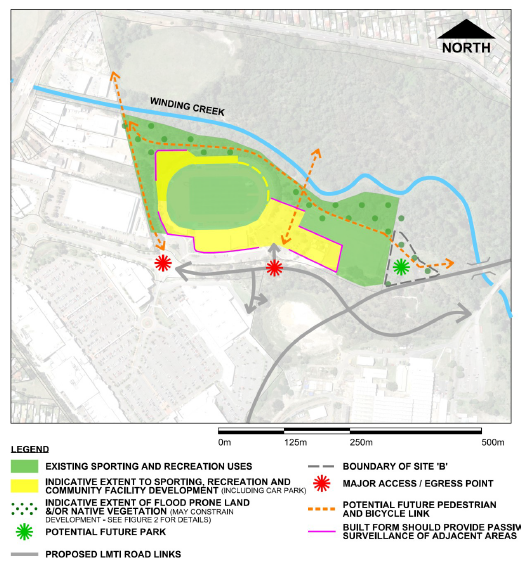 NORTH
WINDING CREEK
0m 125m 250m 500m
LEGEND
EXISTING SPORTING AND RECREATION USES
INDICATIVE EXTENT TO SPORTING, RECREATION AND
COMMUNITY FACILITY DEVELOPMENT (INCLUDING CAR PARK)
INDICATIVE EXTENT OF FLOOD PRONE LAND
&/OR NATIVE VEGETATION (MAY CONSTRAIN
DEVELOPMENT - SEE FIGURE 2 FOR DETAILS)
POTENTIAL FUTURE PARK
PROPOSED LMTI ROAD LINKS
BOUNDARY OF SITE 'B'
MAJOR ACCESS / EGRESS POINT
POTENTIAL FUTURE PEDESTRI
AND BICYCLE LINK
BUILT FORM SHOULD PROVIDE PASSIV
SURVEILLANCE OF ADJACENT AREAS